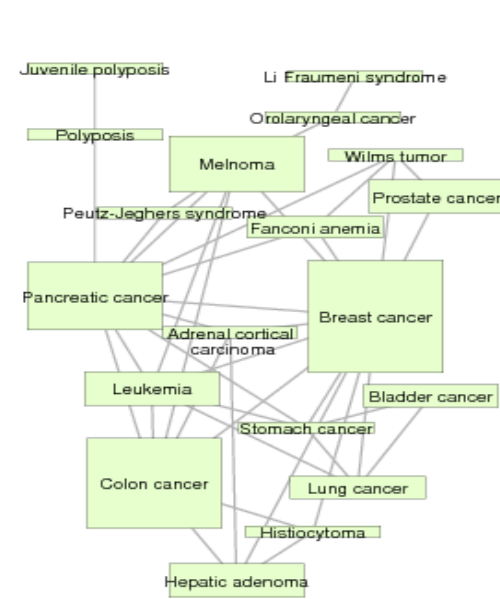 Juvenile polyposis
Li Fraumeni syndrome
Orolaryngeal cancer
Polyposis
Melnoma
Wilms tumor
Prostate cancer
Peutz-Jeghers syndrome
Fanconi anemia
Pancreatic cancer
Breast cancer
Adrenal cortical
carcinoma
Leukemia
Bladder cancer
Stomach cancer
Colon cancer
Lung cancer
Histiocytoma
Hepatic adenoma